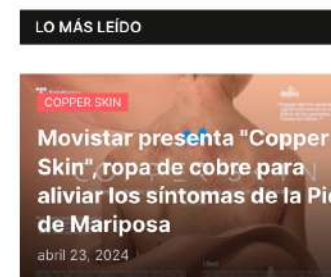 LO MÁS LEÍDO
COPPER SKIN
Movistar presenta "Copper
Skin", ropa de cobre para
aliviar los síntomas de la Pie
de Mariposa
abril 23, 2024